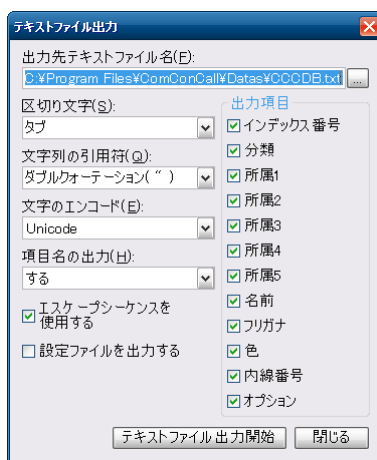 テキストファイル出力
出力先テキストファイル名(F):
C:¥Program Files¥ComConCall¥Datas¥CCCDB.txt
...
区切り文字(S):
タブ
文字列の引用符(Q):
ダブルクォーテーション( " )
文字のエンコード(E):
Unicode
項目名の出力(H):
する
エスケープシーケンスを
使用する
設定ファイルを出力する
出力項目
インデックス番号
分類
所属1
所属2
所属3
所属4
所属5
名前
フリガナ
色
内線番号
オプション
テキストファイル出力開始
閉じる